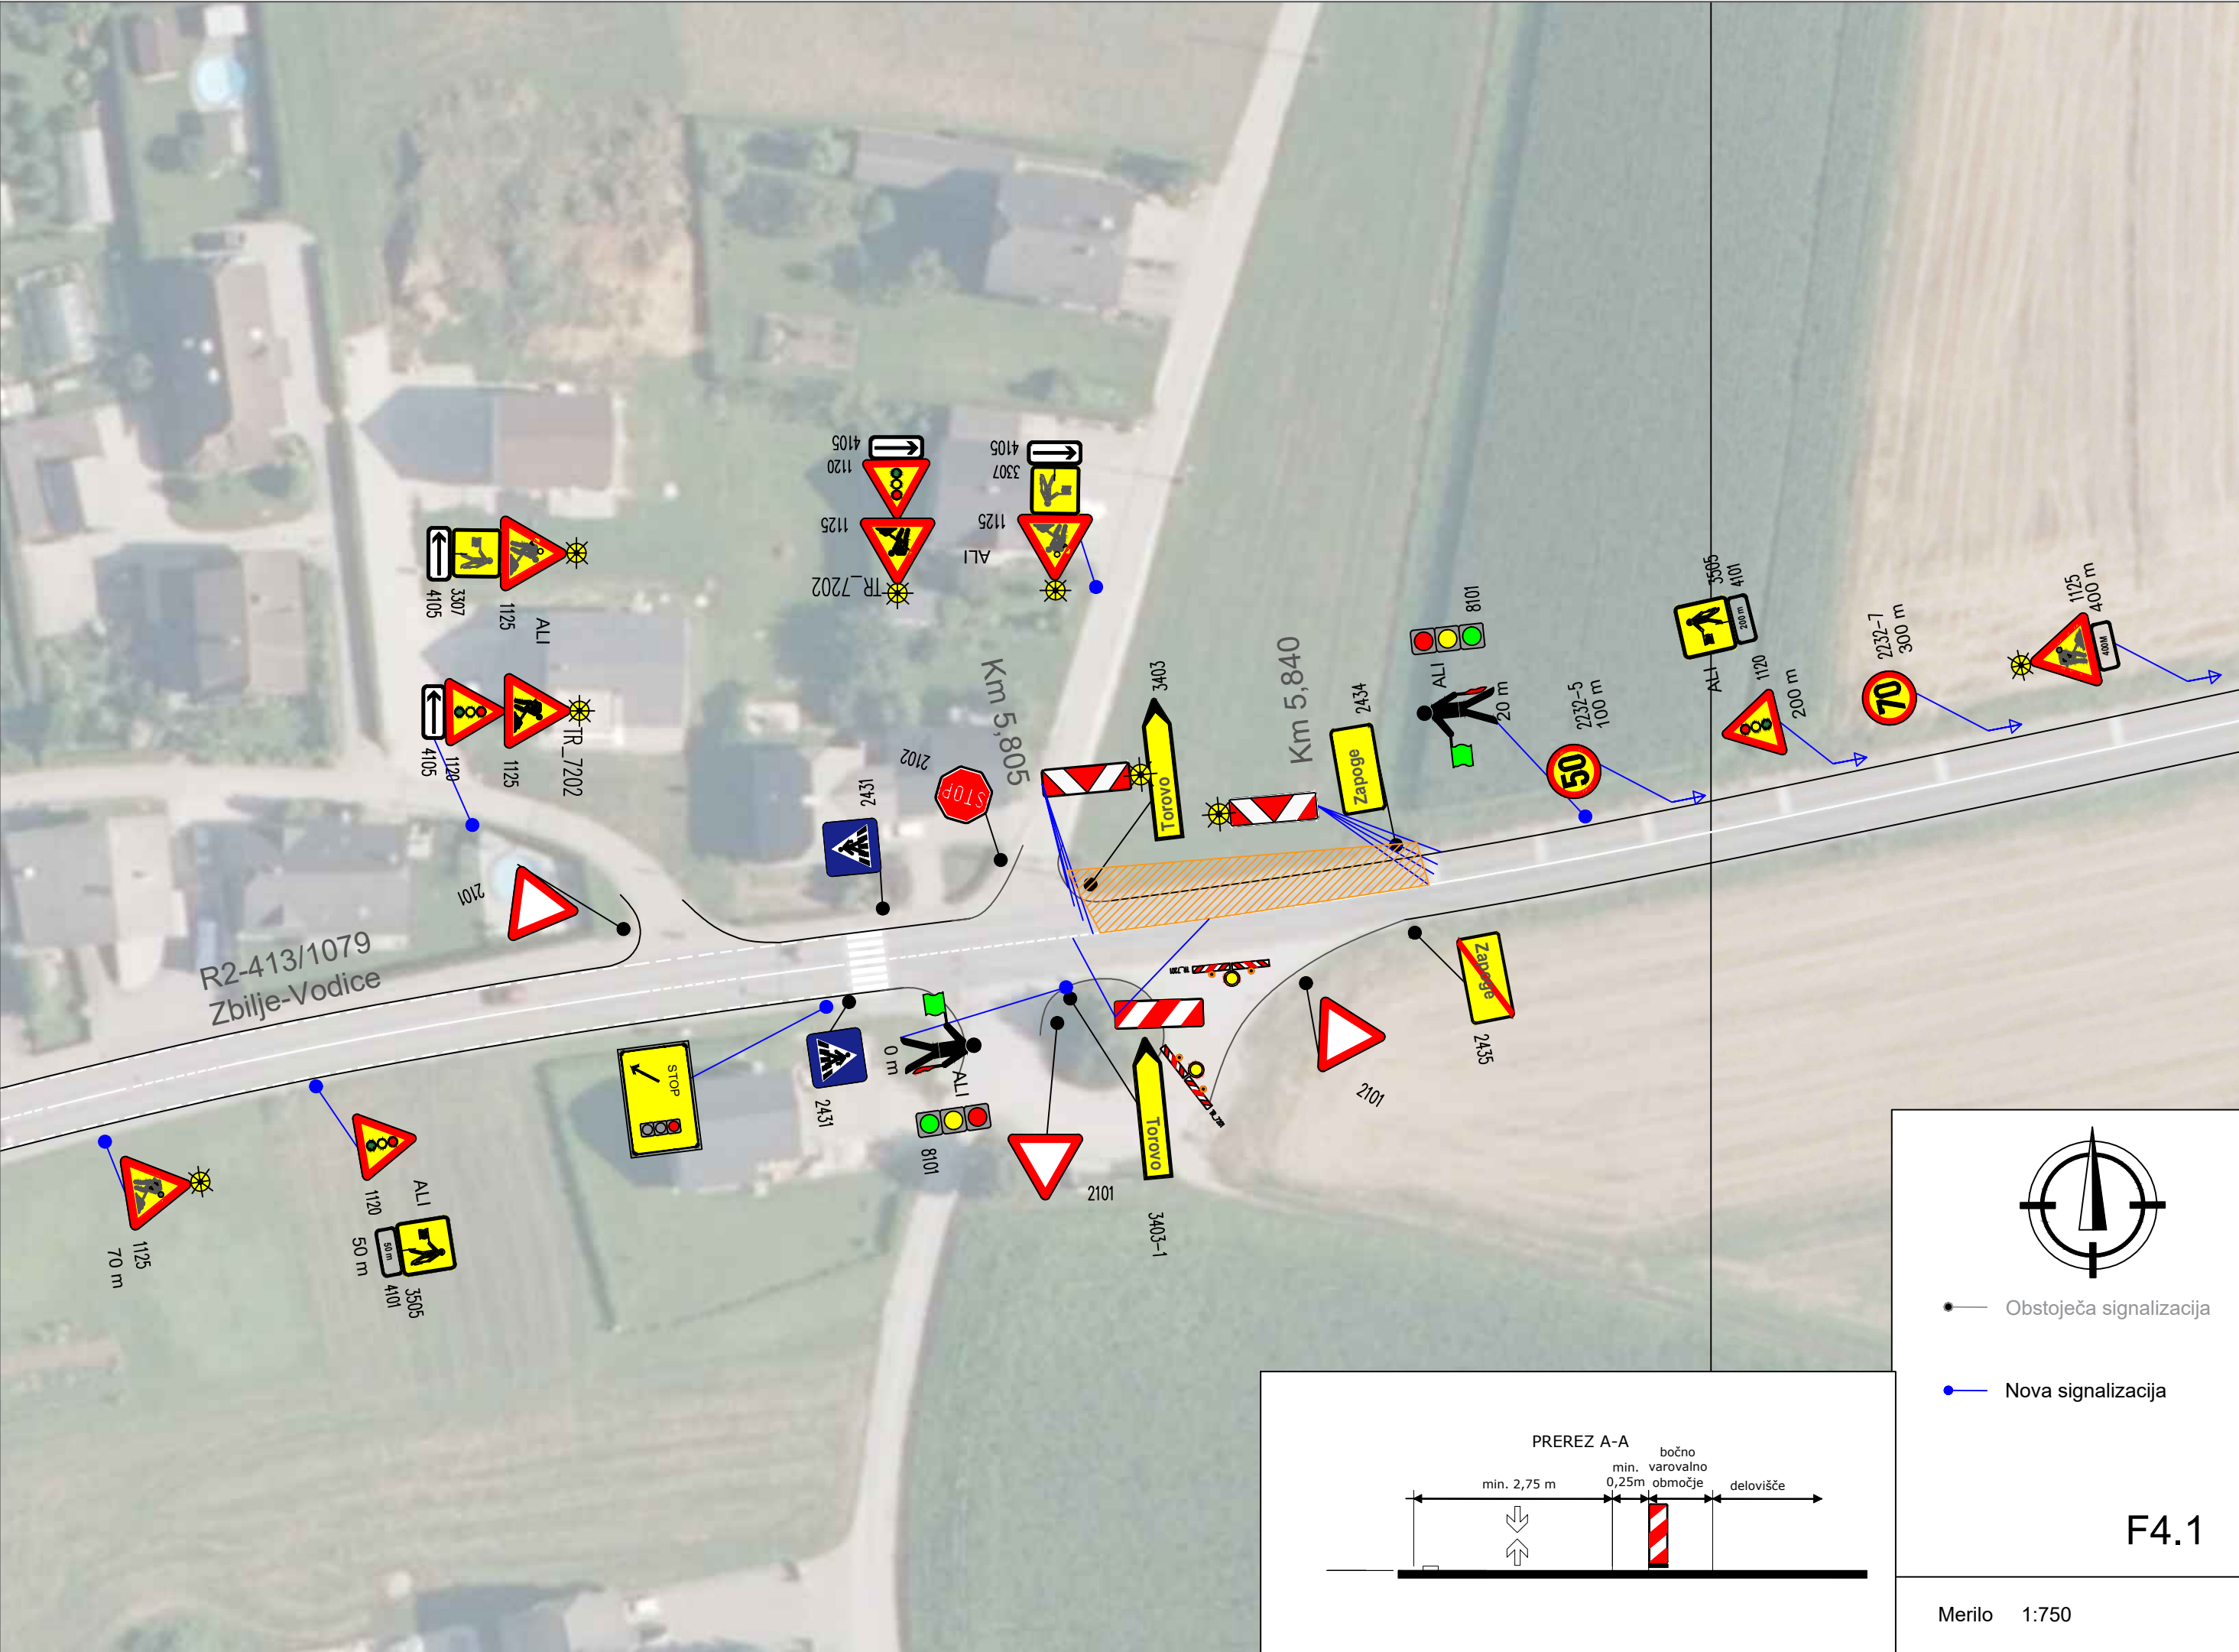 4105
1120
1125
TR_7202
ALI
4105
3307
1125
4105
3307
1125
ALI
4105
1120
1125
TR_7202
Km 5,805
2102
STOP
2431
3403
Torovo
Km 5,840
2434
Zapoge
8101
ALI
20 m
2232-5
100 m
50
3505
4101
200 m
ALI
1120
200 m
2232-7
300 m
70
1125
400 m
400M
2101
R2-413/1079
Zbilje-Vodice
STOP
2431
0 m
ALI
8101
2101
Torovo
3403-1
2101
Zapoge
2435
1125
70 m
1120
ALI
50 m
50 m
4101
3505
Obstoječa signalizacija
Nova signalizacija
PREREZ A-A
min. 2,75 m
min.
0,25m
bočno
varovalno
območje
delovišče
F4.1
Merilo 1:750